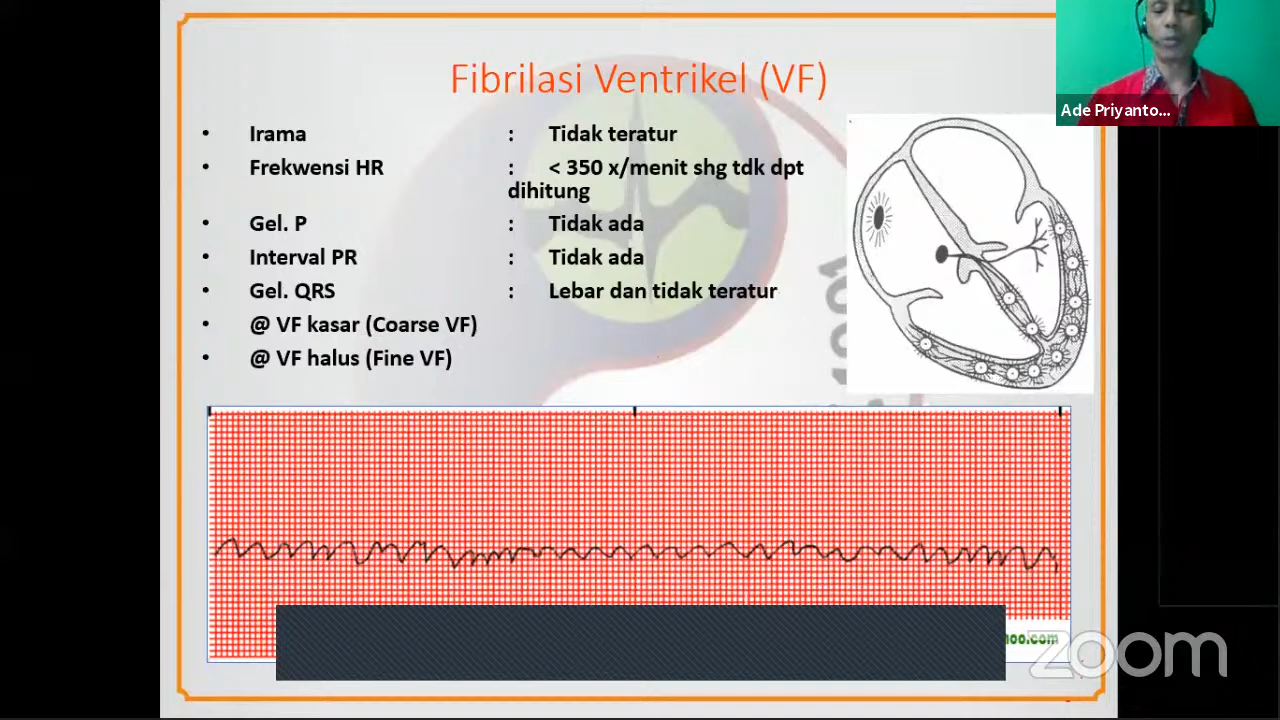 Fibrilasi Ventrikel (VF)
Ade Priyanto...
• Irama : Tidak teratur
• Frekwensi HR : < 350 x/menit shg tdk dpt
dihitung
• Gel. P : Tidak ada
• Interval PR : Tidak ada
• Gel. QRS : Lebar dan tidak teratur
• @ VF kasar (Coarse VF)
• @ VF halus (Fine VF)
oo.com
zoom